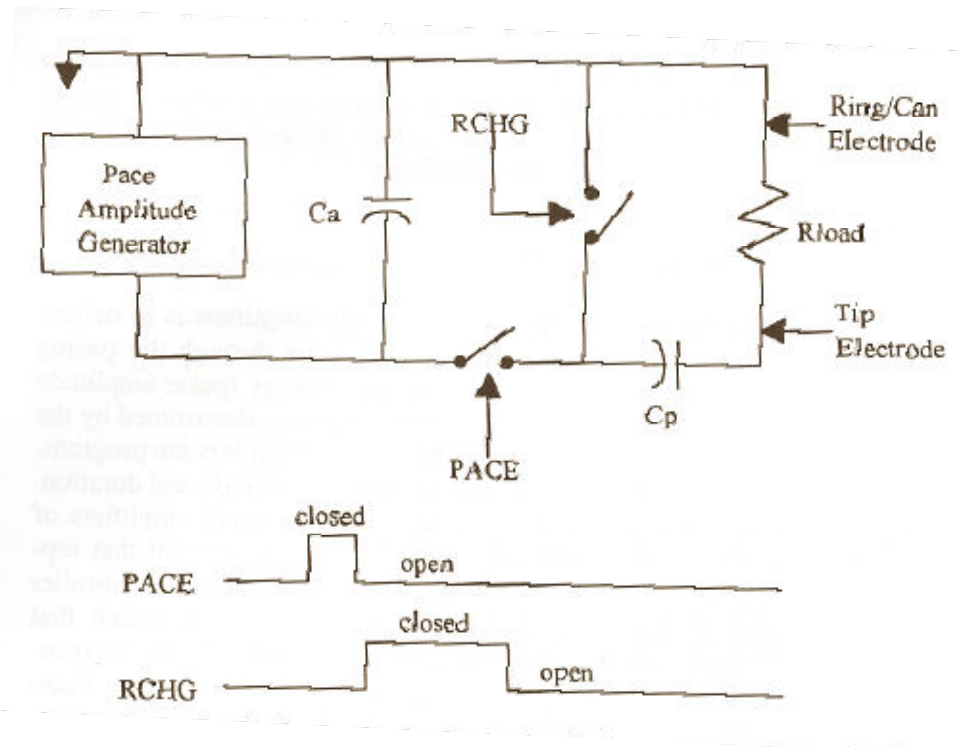 RCHG
Ring/Can
Electrode
Pace
Amplitude
Generator
Ca
Rload
Tip
Electrode
Cp
PACE
closed
PACE
open
closed
RCHG
open